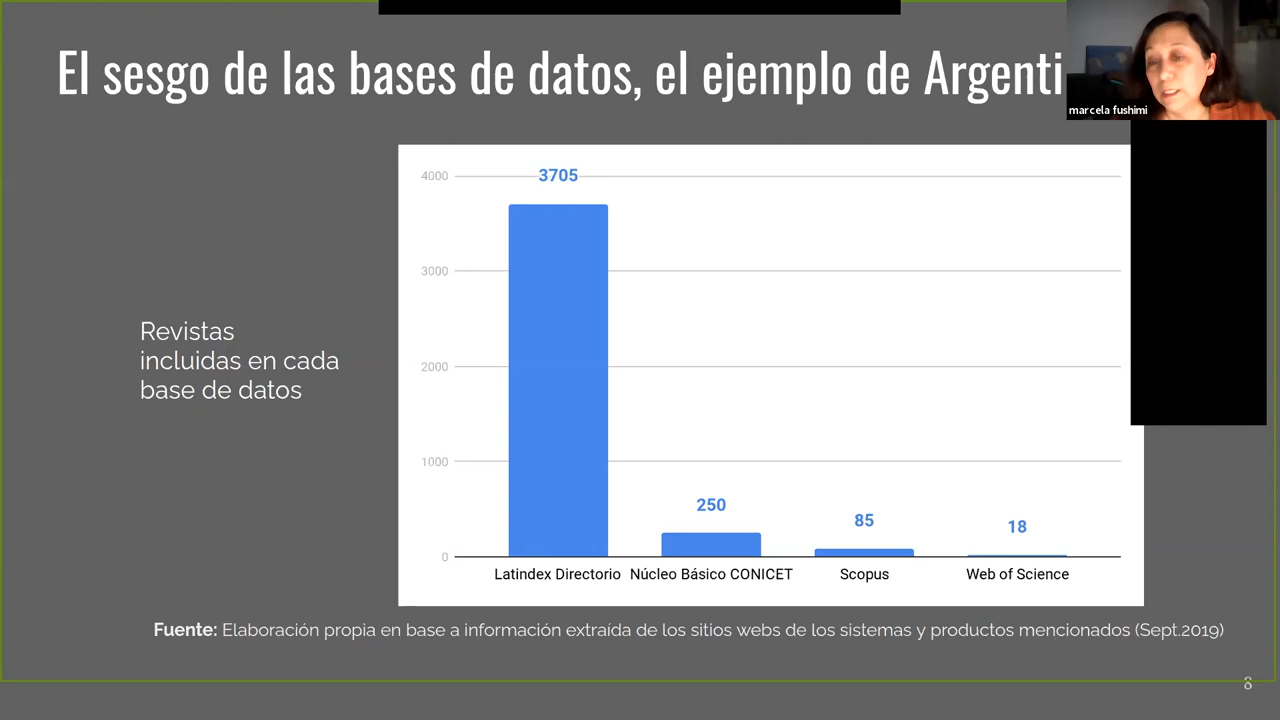 El sesgo de las bases de datos, el ejemplo de Argenti
marcela fushimi
Revistas
incluidas en cada
base de datos
4000
3000
2000
1000
0
3705
250
85
18
Latindex Directorio
Núcleo Básico CONICET
Scopus
Web of Science
Fuente: Elaboración propia en base a información extraída de los sitios webs de los sistemas y productos mencionados (Sept.2019)
8